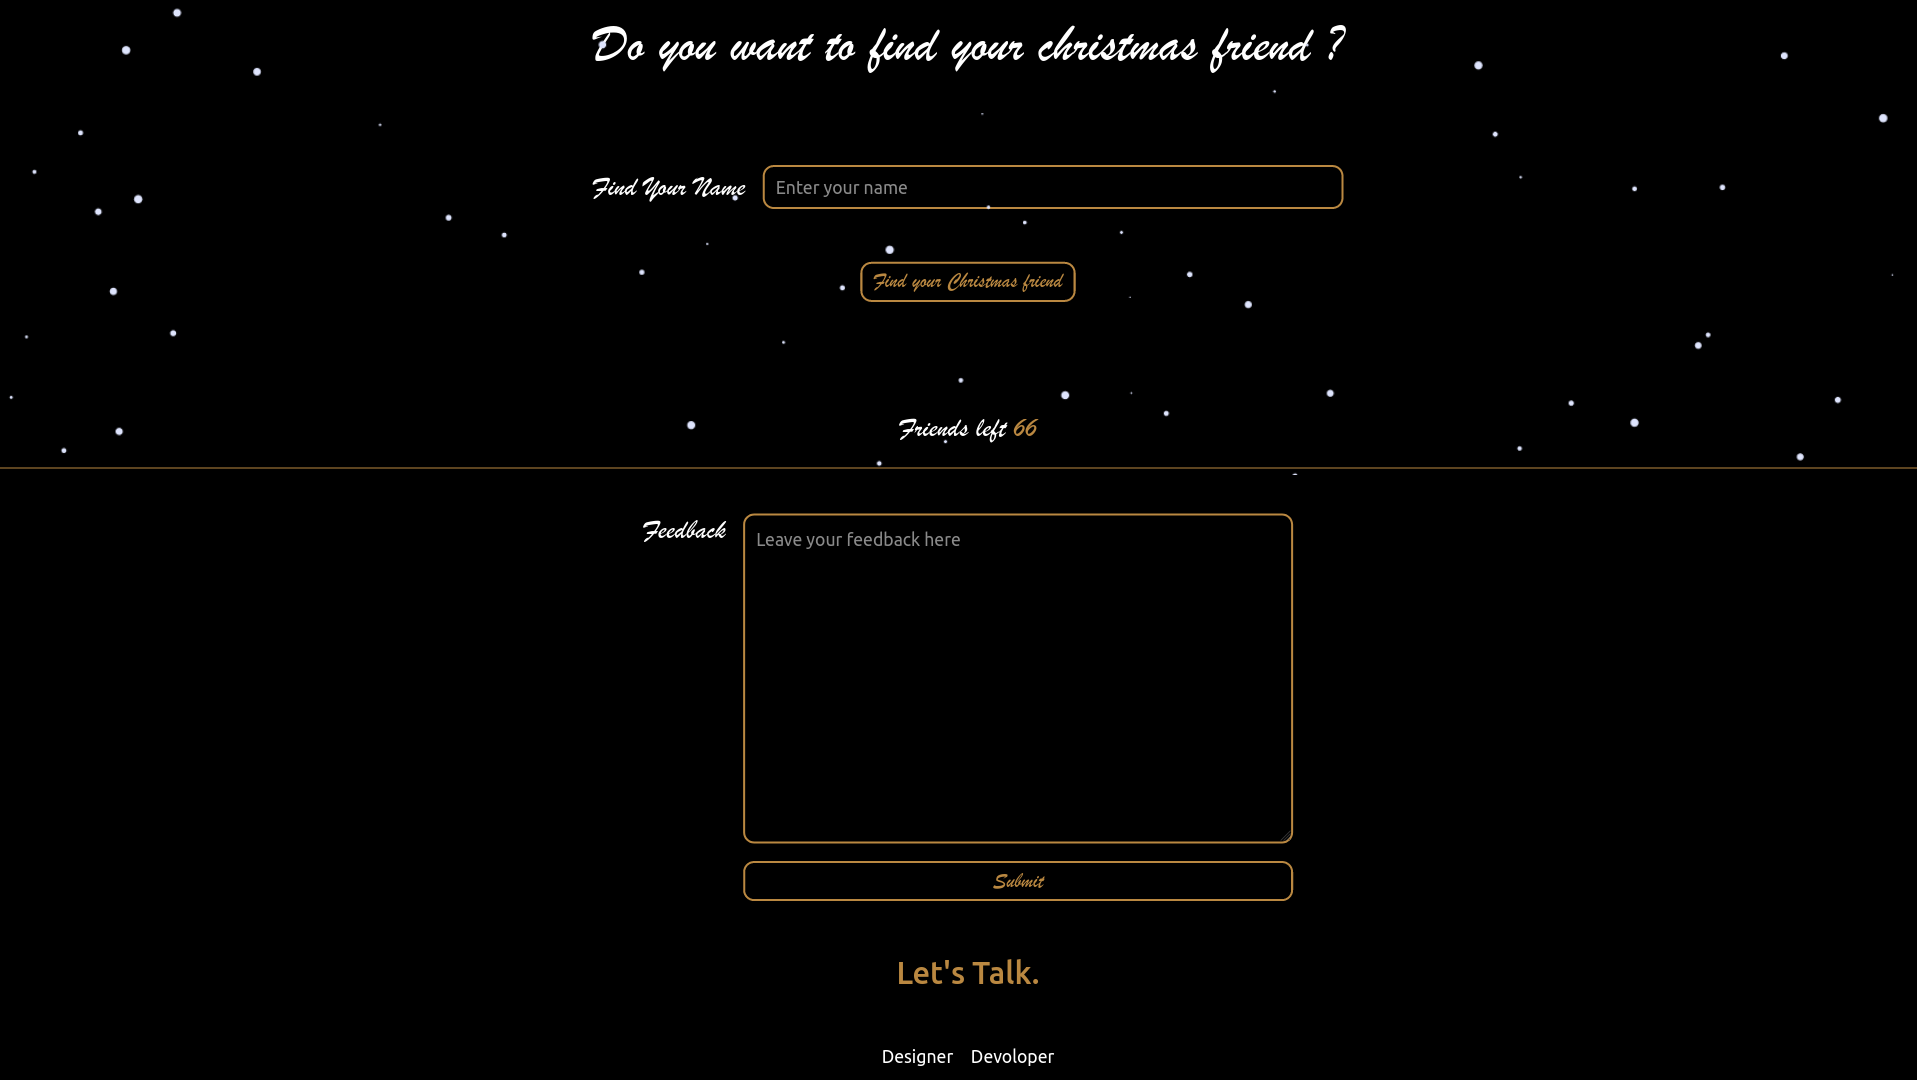 Do you want to find your christmas friend ?
Find Your Name
Enter your name
Find your Christmas friend
Friends left 66
Feedback
Leave your feedback here
Submit
Let's Talk.
Designer Devoloper